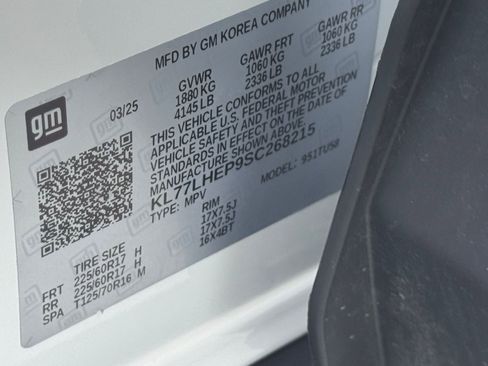 MFD BY GM KOREA COMPANY
gm
03/25
GVWR
1880 KG
4145 LB
GAWR FRT
1060 KG
2336 LB
GAWR RR
1060 KG
2336 LB
THIS VEHICLE CONFORMS TO ALL
APPLICABLE U.S. FEDERAL MOTOR
VEHICLE SAFETY AND THEFT PREVENTION
STANDARDS IN EFFECT ON THE DATE OF
MANUFACTURE SHOWN ABOVE.
KL77LHEP9SC268215
TYPE: MPV
MODEL: 951TU58
TIRE SIZE
RIM
FRT 225/60R17 H 17X7.5J
RR 225/60R17 H 17X7.5J
SPA T125/70R16 M 16X4BT